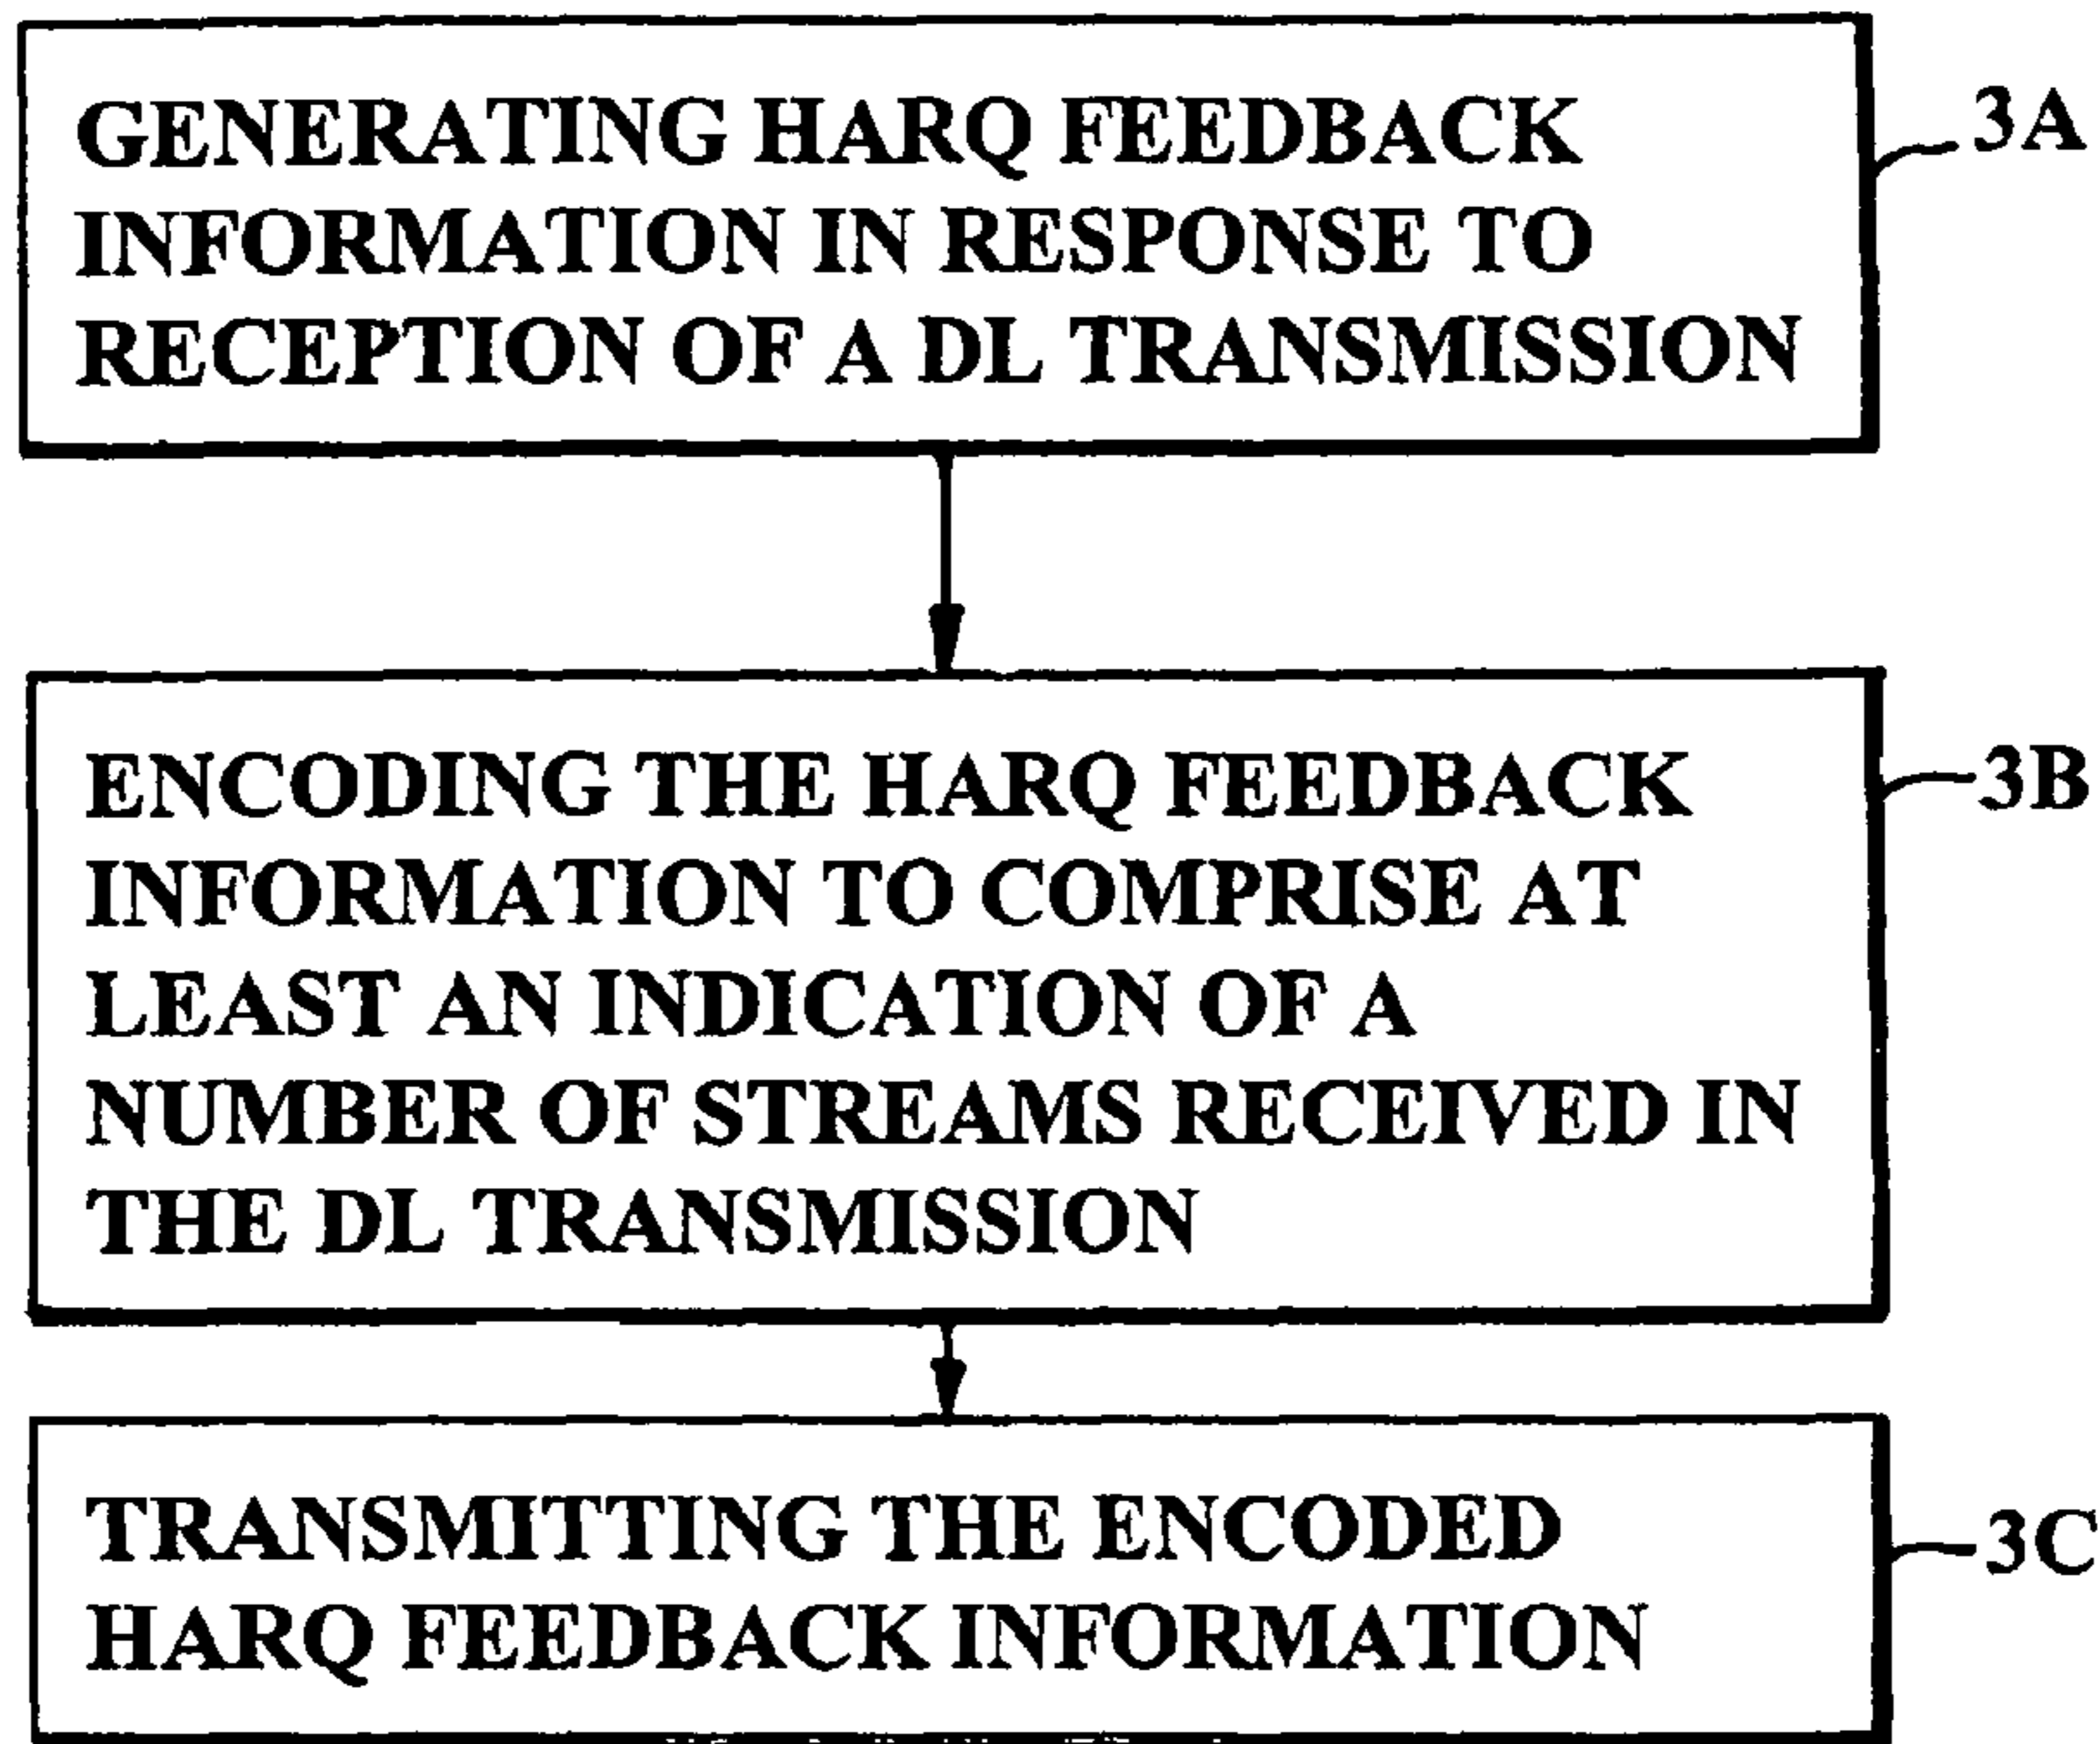 GENERATING HARQ FEEDBACK
INFORMATION IN RESPONSE TO
RECEPTION OF A DL TRANSMISSION
3A
ENCODING THE HARQ FEEDBACK
INFORMATION TO COMPRISE AT
LEAST AN INDICATION OF A
NUMBER OF STREAMS RECEIVED IN
THE DL TRANSMISSION
3B
TRANSMITTING THE ENCODED
HARQ FEEDBACK INFORMATION
3C